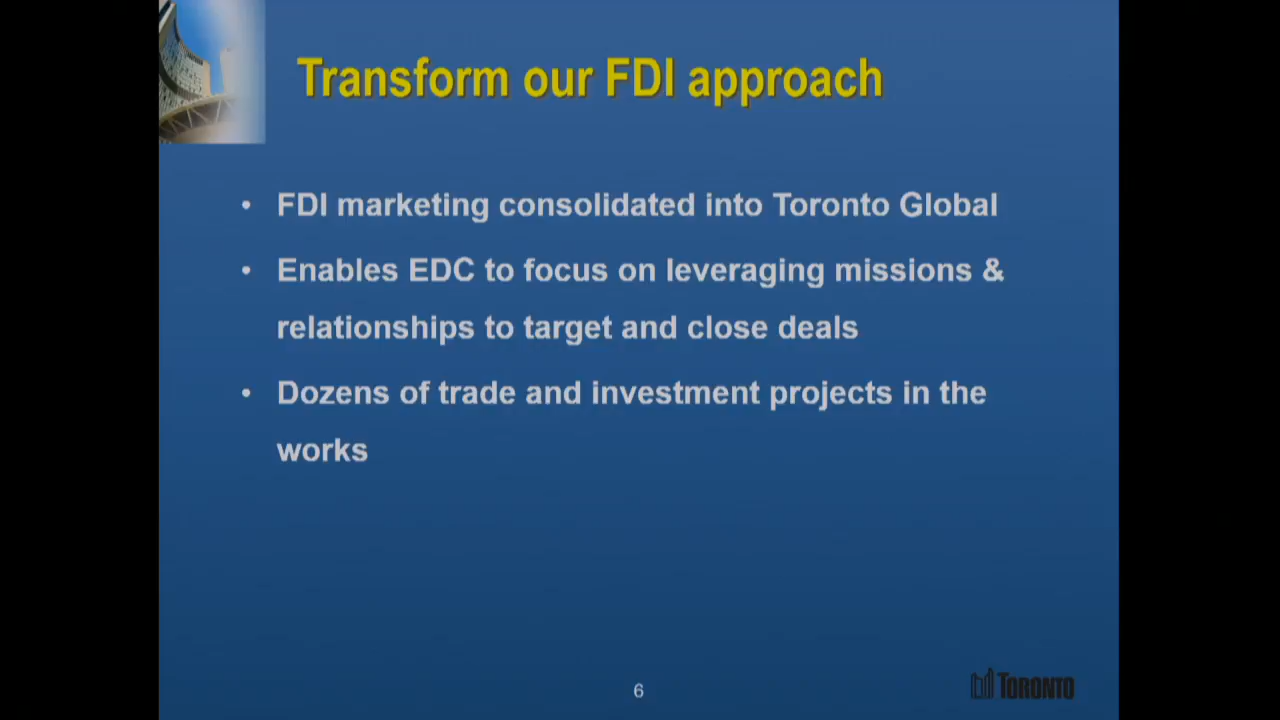 Transform our FDI approach
• FDI marketing consolidated into Toronto Global
• Enables EDC to focus on leveraging missions &
relationships to target and close deals
• Dozens of trade and investment projects in the
works
6
TORONTO